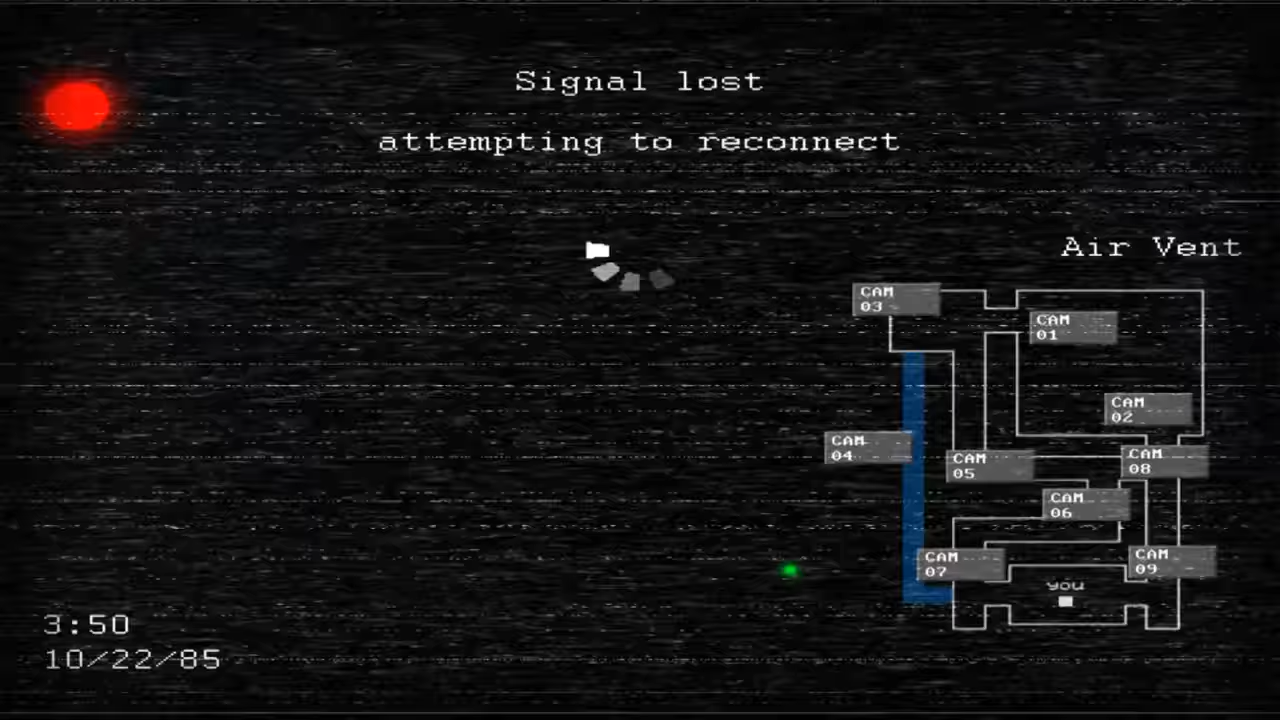 Signal lost
attempting to reconnect
Air Vent
CAM
03
CAM
01
CAM
02
CAM
04
CAM
05
CAM
08
CAM
06
CAM
07
CAM
09
you
3:50
10/22/85